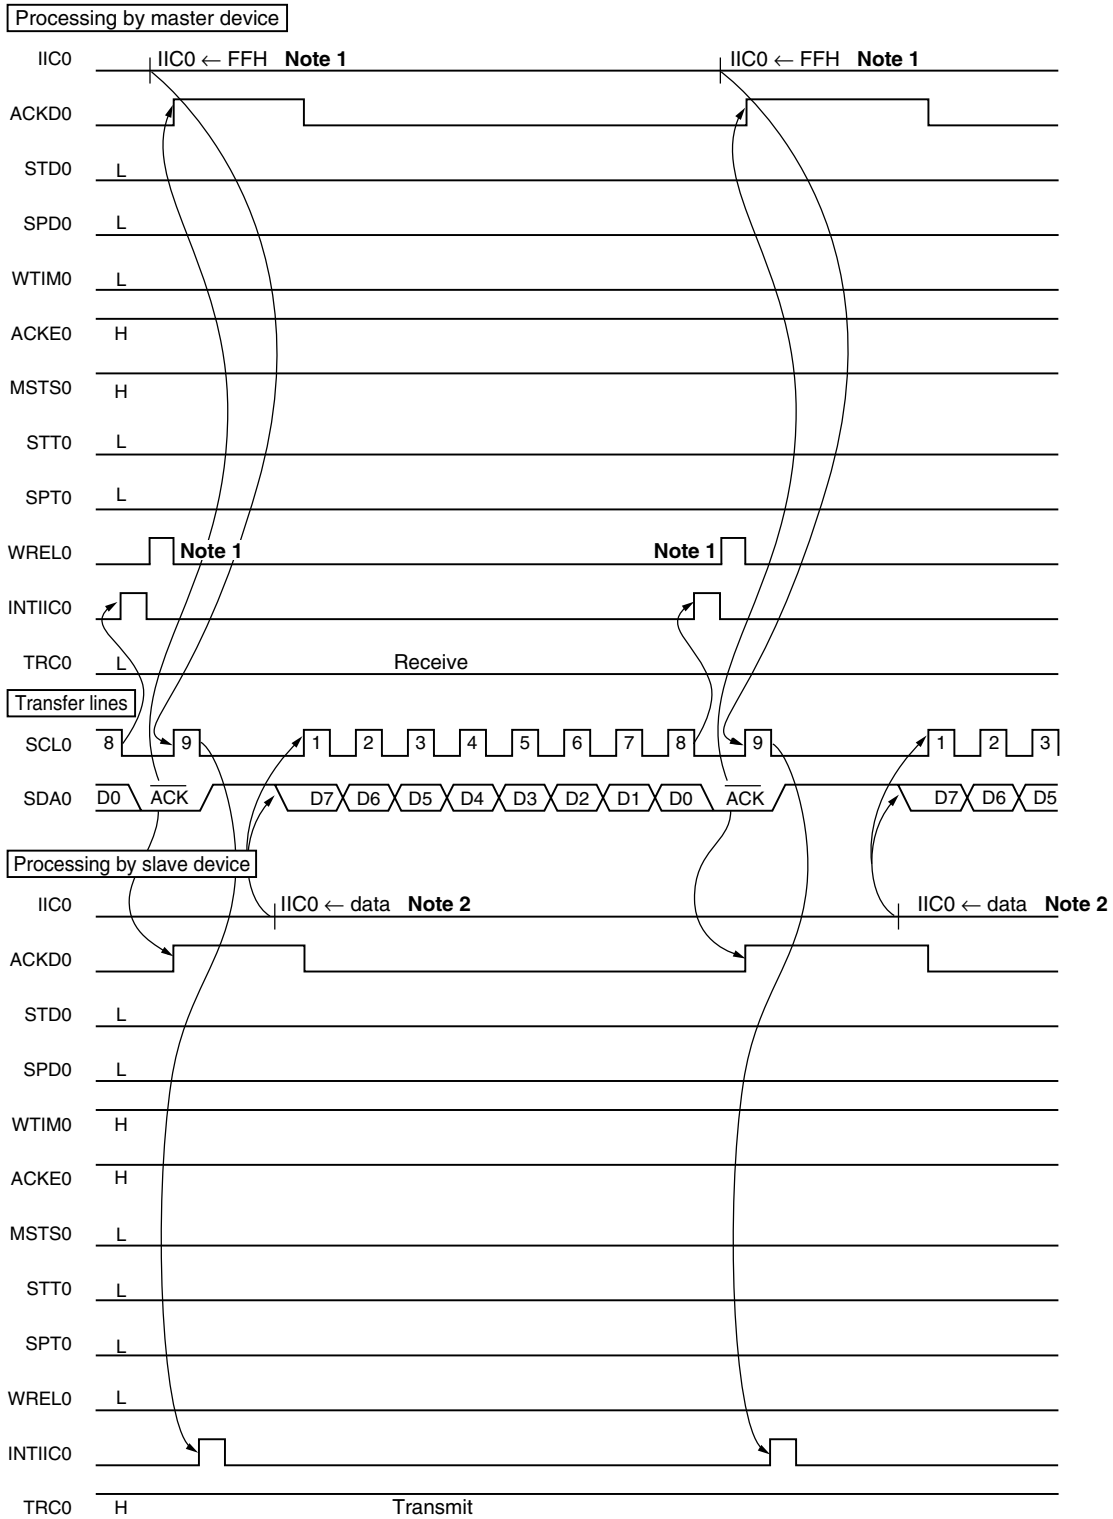 Processing by master device
IIC0 IIC0 ← FFH Note 1 IIC0 ← FFH Note 1
ACKD0
STD0 L
SPD0 L
WTIM0 L
ACKE0 H
MSTS0 H
STT0 L
SPT0 L
WREL0 Note 1 Note 1
INTIIC0
TRC0 L Receive
Transfer lines
SCL0 8 9 1 2 3 4 5 6 7 8 9 1 2 3
SDA0 D0 ACK D7 D6 D5 D4 D3 D2 D1 D0 ACK D7 D6 D5
Processing by slave device
IIC0 IIC0 ← data Note 2 IIC0 ← data Note 2
ACKD0
STD0 L
SPD0 L
WTIM0 H
ACKE0 H
MSTS0 L
STT0 L
SPT0 L
WREL0 L
INTIIC0
TRC0 H Transmit